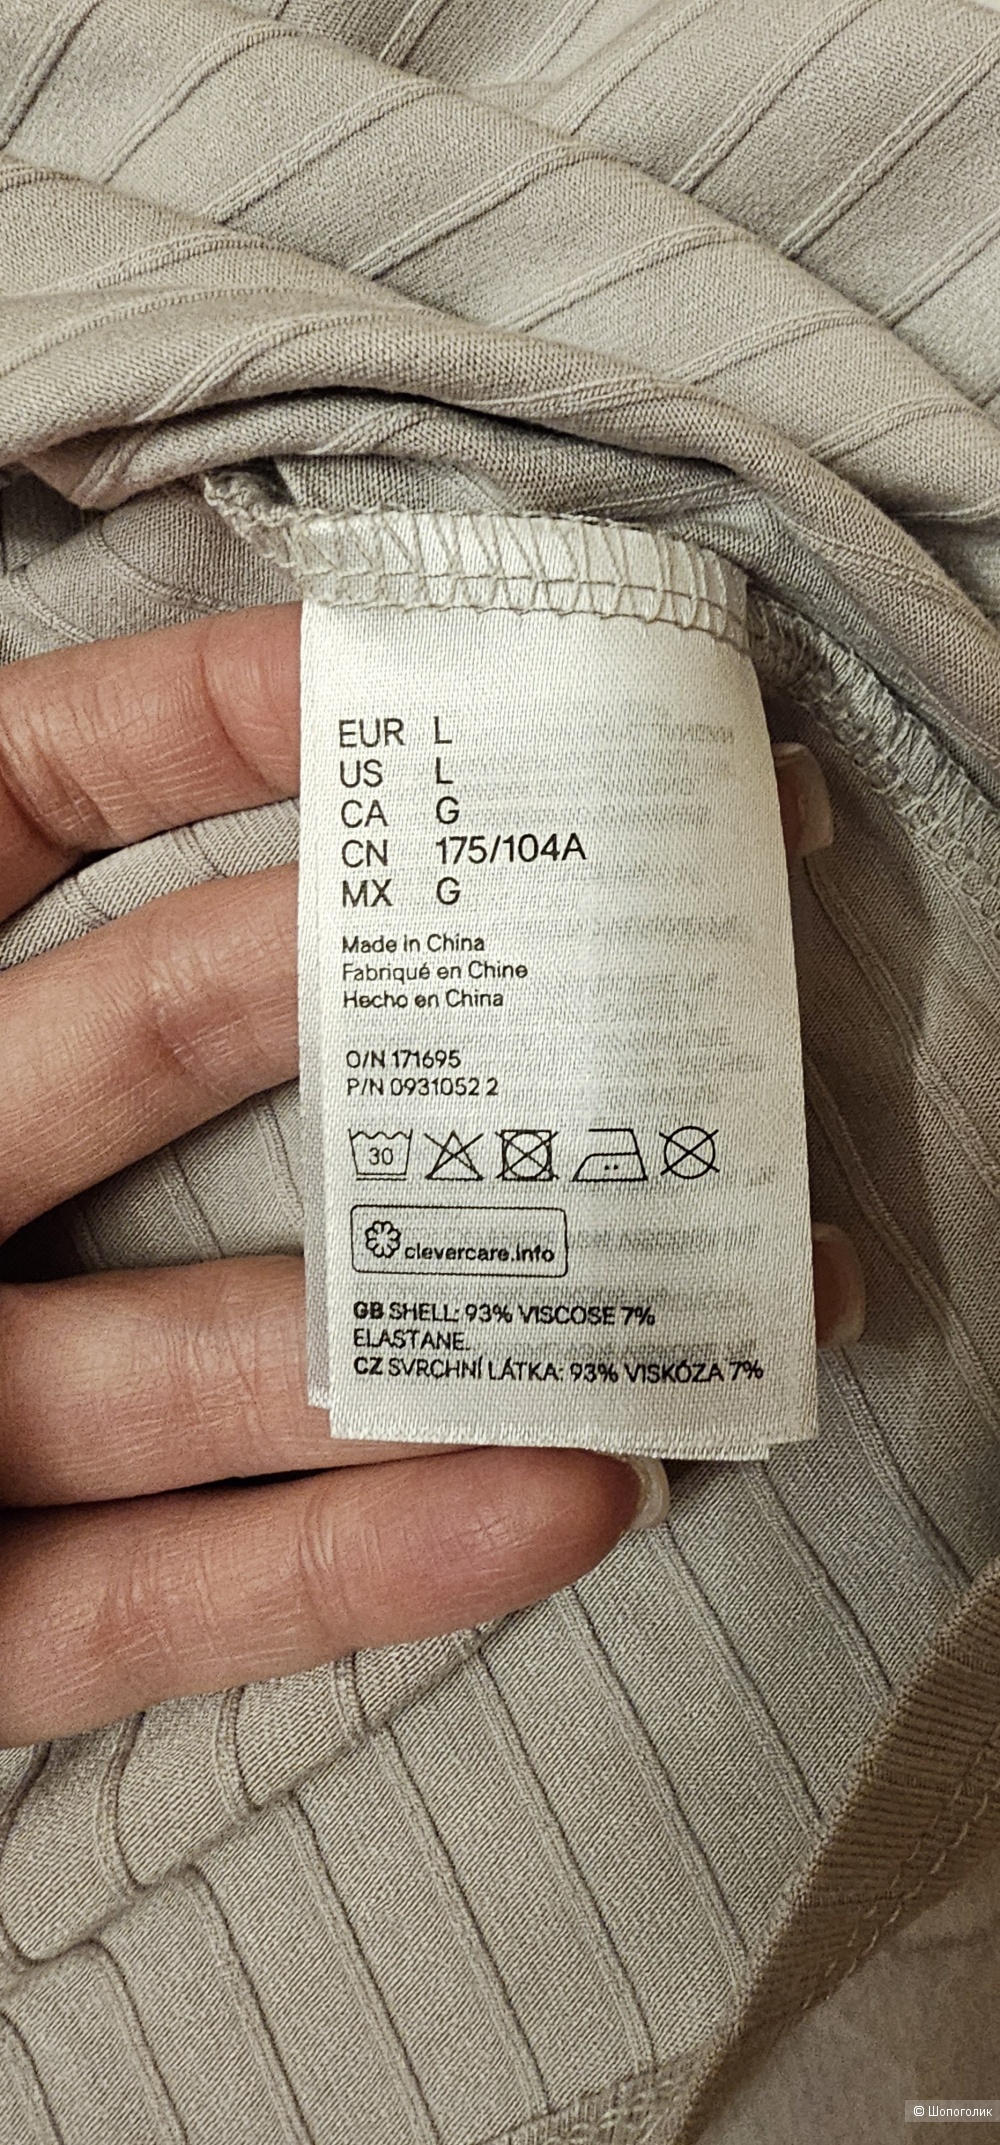 EUR L
US L
CA G
CN 175/104A
MX G
Made in China
Fabriqué en Chine
Hecho en China
O/N 171695
P/N 0931052 2
30
clevercare.info
GB SHELL: 93% VISCOSE 7%
ELASTANE.
CZ SVRCHNÍ LÁTKA: 93% VISKÓZA 7%
© Шопоголик